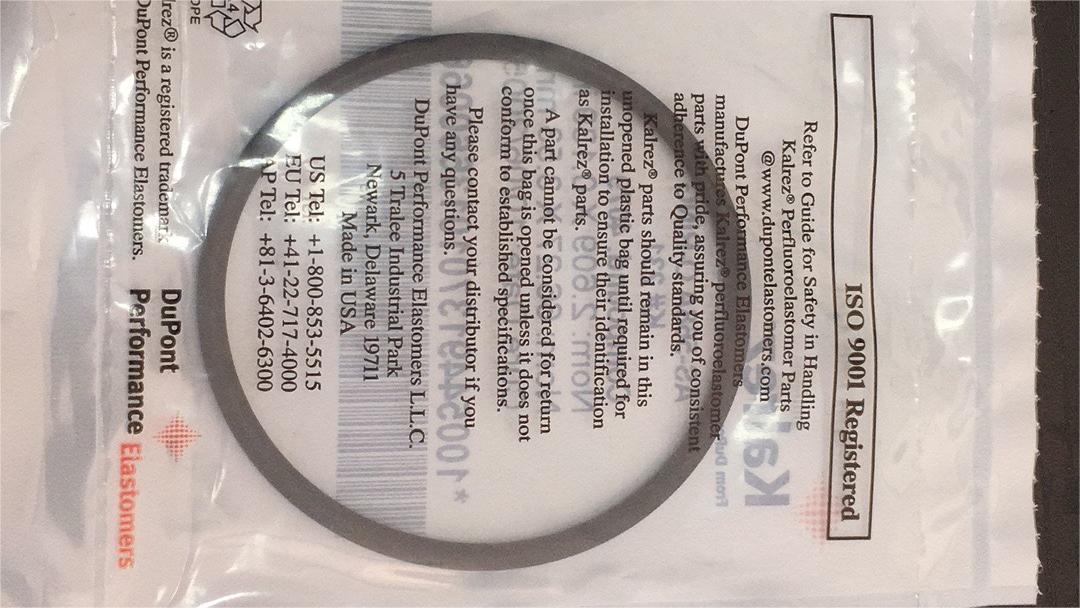 ISO 9001 Registered
Refer to Guide for Safety in Handling
Kalrez® Perfluoroelastomer Parts
@www.dupontelastomers.com
DuPont Performance Elastomers
manufactures Kalrez® perfluoroelastomer
parts with pride, assuring you of consistent
adherence to Quality standards.
Kalrez® parts should remain in this
unopened plastic bag until required for
installation to ensure their identification
as Kalrez® parts.
A part cannot be considered for return
once this bag is opened unless it does not
conform to established specifications.
Please contact your distributor if you
have any questions.
DuPont Performance Elastomers L.L.C.
5 Tralee Industrial Park
Newark, Delaware 19711
Made in USA
US Tel: +1-800-853-5515
EU Tel: +41-22-717-4000
AP Tel: +81-3-6402-6300
lrez® is a registered trademark
DuPont Performance Elastomers.
DuPont
Performance Elastomers
4
DPE
Kalrez
From DuP